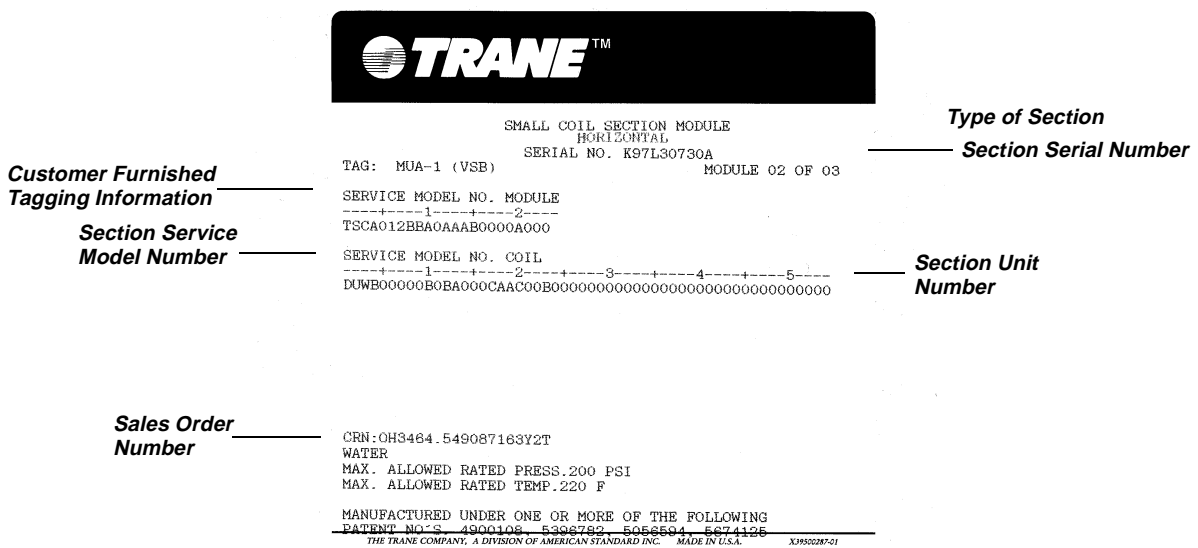 TRANE™
SMALL COIL SECTION MODULE
HORIZONTAL
SERIAL NO. K97L30730A
TAG: MUA-1 (VSB) MODULE 02 OF 03
SERVICE MODEL NO. MODULE
----+----1----+----2----
TSCA012BBA0AAAB0000A000
SERVICE MODEL NO. COIL
----+----1----+----2----+----3----+----4----+----5----
DUWB00000B0BA000CAAC00B0000000000000000000000000000000
CRN:OH3464.549087163Y2T
WATER
MAX. ALLOWED RATED PRESS.200 PSI
MAX. ALLOWED RATED TEMP.220 F
MANUFACTURED UNDER ONE OR MORE OF THE FOLLOWING
PATENT NO'S. 4900108, 5396782, 5056594, 5674125
THE TRANE COMPANY, A DIVISION OF AMERICAN STANDARD INC. MADE IN U.S.A. X39500287-01
Customer Furnished
Tagging Information
Section Service
Model Number
Sales Order
Number
Type of Section
Section Serial Number
Section Unit
Number